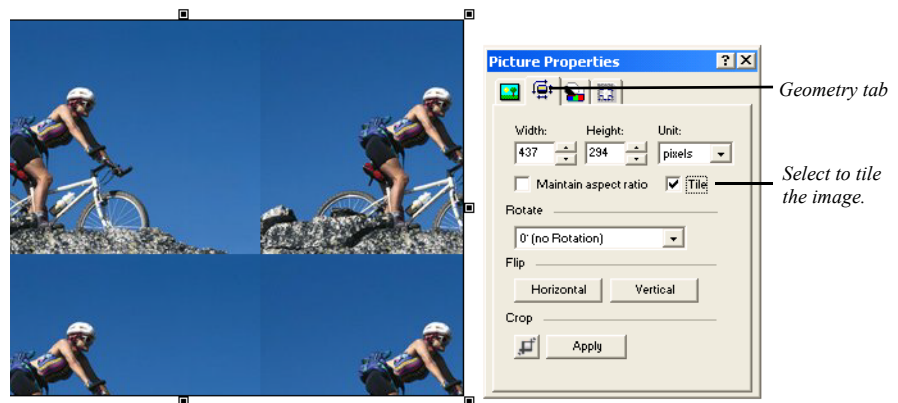 Picture Properties
Geometry tab
Width: Height: Unit:
437 294 pixels
Maintain aspect ratio Tile
Select to tile
the image.
Rotate
0° (no Rotation)
Flip
Horizontal Vertical
Crop
Apply